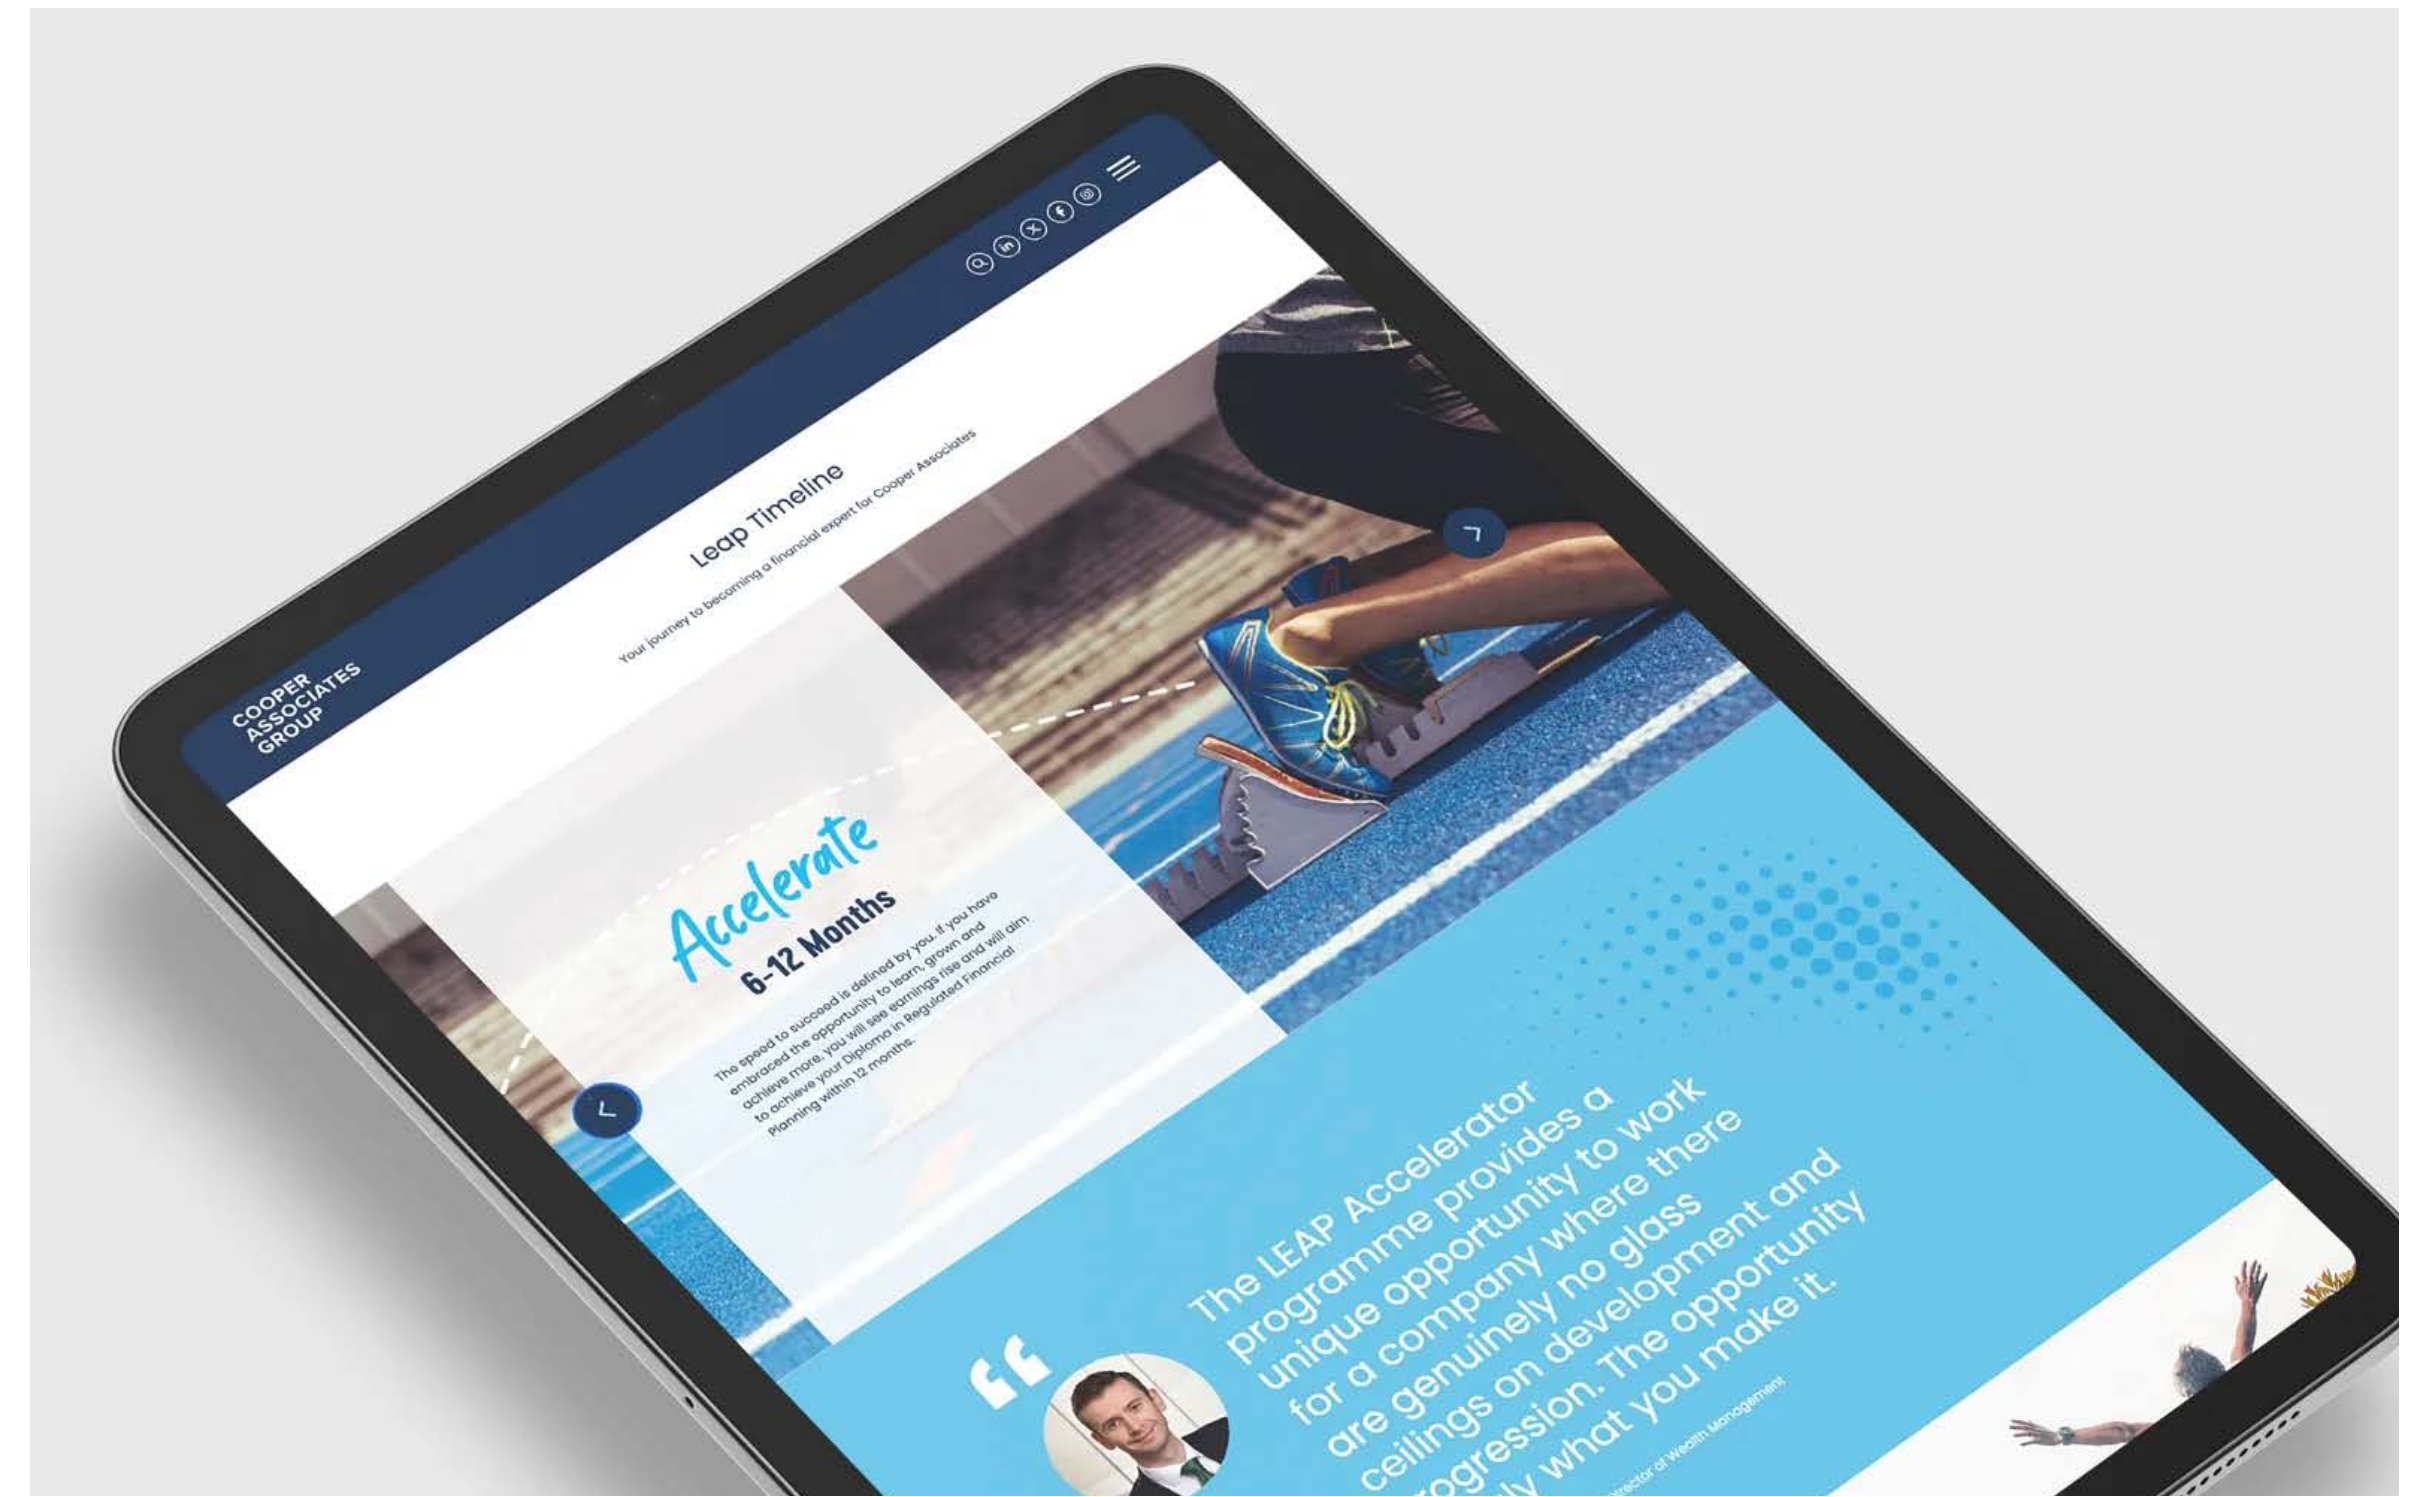 COOPER
ASSOCIATES
GROUP
Leap Timeline
Your journey to becoming a financial expert for Cooper Associates
Accelerate
6-12 Months
The speed to succeed is defined by you. If you have
embraced the opportunity to learn, grown and
achieve more, you will see earnings rise and will aim
to achieve your Diploma in Regulated Financial
Planning within 12 months.
“
The LEAP Accelerator
programme provides a
unique opportunity to work
for a company where there
are genuinely no glass
ceilings on development and
rogression. The opportunity
ly what you make it.
Director of Wealth Management